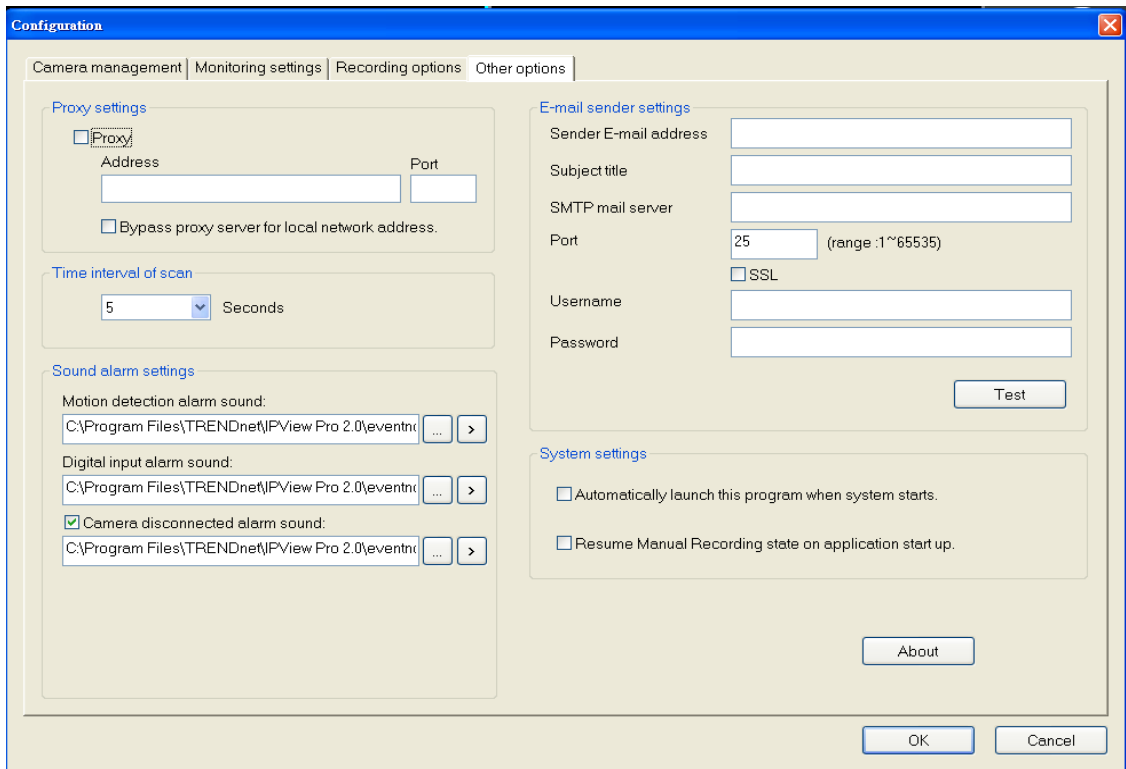 Configuration
Camera management
Monitoring settings
Recording options
Other options
Proxy settings
Proxy
Address
Port
Bypass proxy server for local network address.
Time interval of scan
5
Seconds
Sound alarm settings
Motion detection alarm sound:
C:\Program Files\TRENDnet\IPView Pro 2.0\eventn
...
>
Digital input alarm sound:
C:\Program Files\TRENDnet\IPView Pro 2.0\eventn
...
>
Camera disconnected alarm sound:
C:\Program Files\TRENDnet\IPView Pro 2.0\eventn
...
>
E-mail sender settings
Sender E-mail address
Subject title
SMTP mail server
Port
25
(range :1~65535)
SSL
Username
Password
Test
System settings
Automatically launch this program when system starts.
Resume Manual Recording state on application start up.
About
OK
Cancel